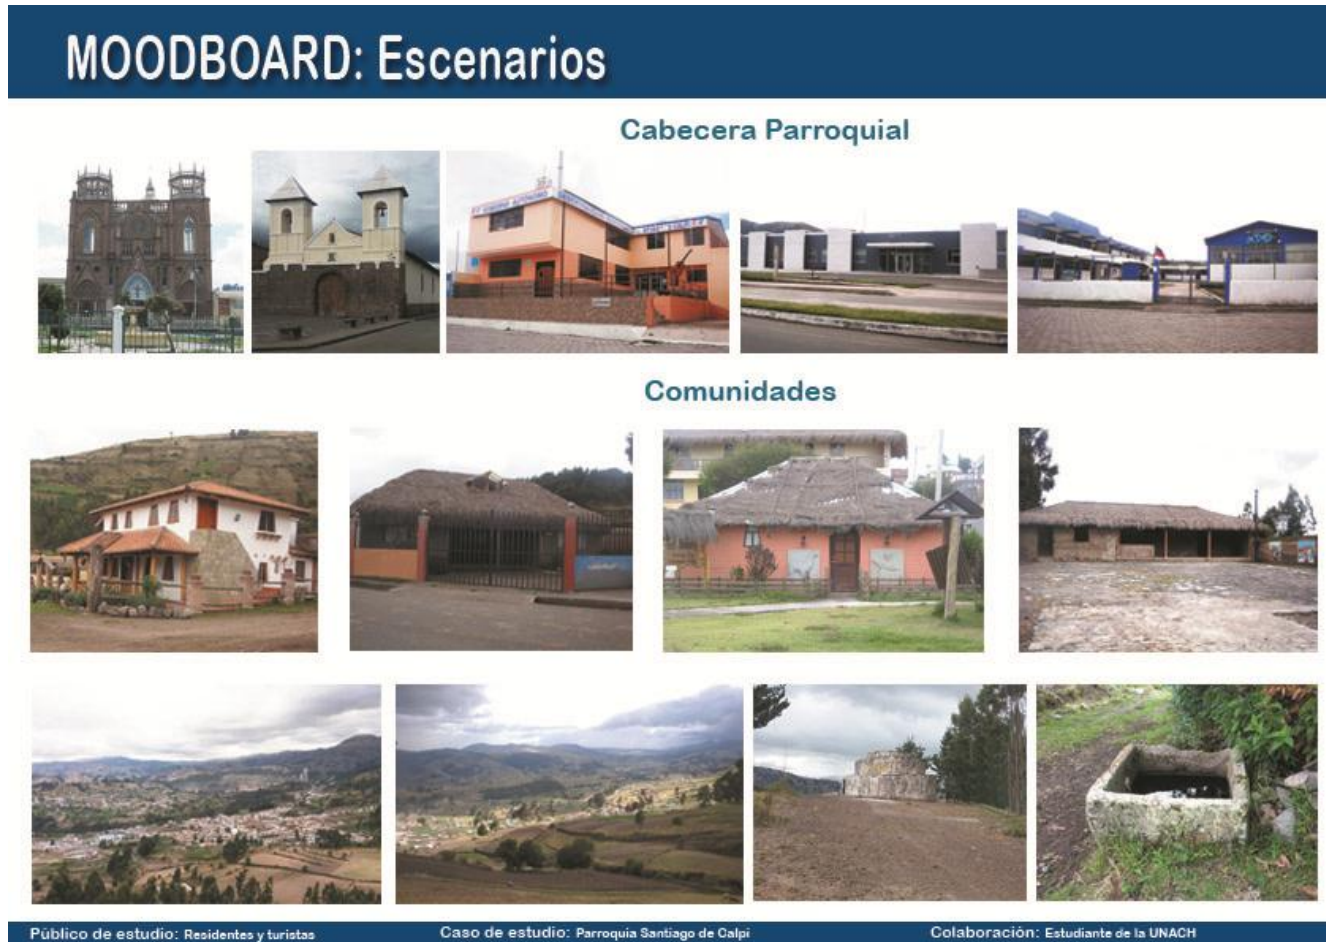 MOODBOARD: Escenarios
Cabecera Parroquial
Comunidades
Público de estudio: Residentes y turistas
Caso de estudio: Parroquia Santiago de Calpi
Colaboración: Estudiante de la UNACH